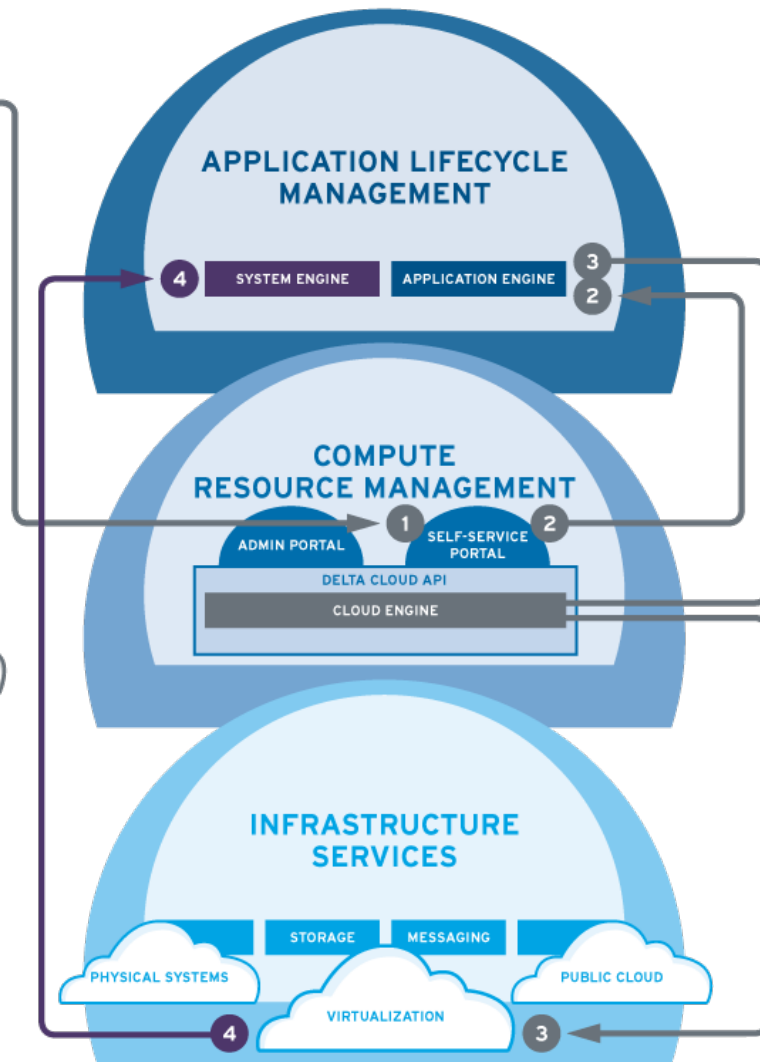 APPLICATION LIFECYCLE
MANAGEMENT
3
4
SYSTEM ENGINE
APPLICATION ENGINE
2
COMPUTE
RESOURCE MANAGEMENT
1
2
ADMIN PORTAL
SELF-SERVICE
PORTAL
DELTA CLOUD API
CLOUD ENGINE
INFRASTRUCTURE
SERVICES
STORAGE
MESSAGING
PHYSICAL SYSTEMS
PUBLIC CLOUD
VIRTUALIZATION
4
3